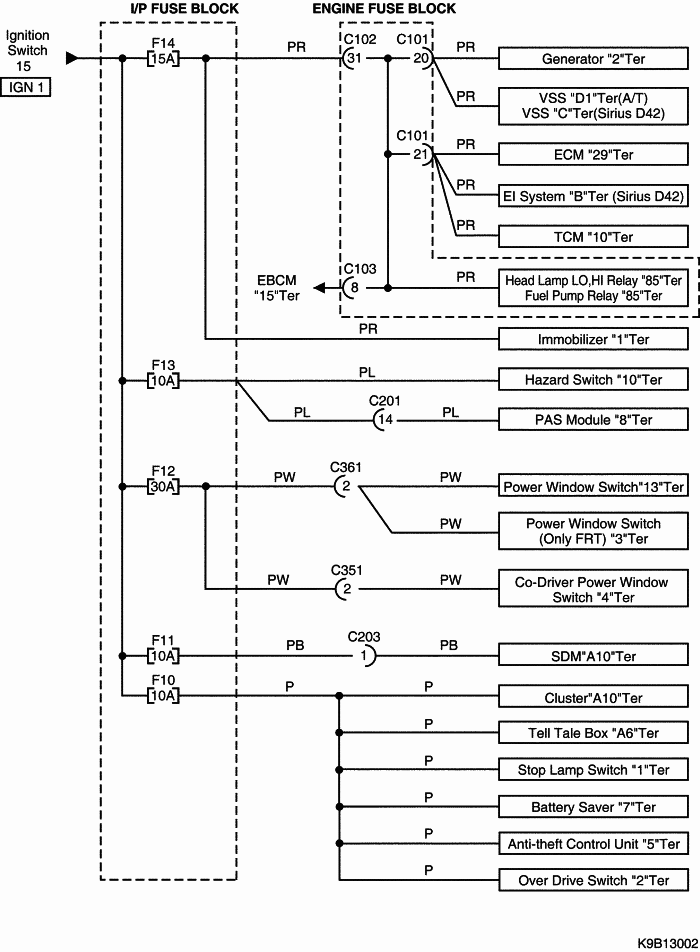 I/P FUSE BLOCK
ENGINE FUSE BLOCK
Ignition
Switch
15
IGN 1
F14
15A
PR
C102
31
C101
20
PR
Generator "2"Ter
PR
VSS "D1"Ter(A/T)
VSS "C"Ter(Sirius D42)
C101
21
PR
ECM "29"Ter
PR
EI System "B"Ter (Sirius D42)
PR
TCM "10"Ter
EBCM
"15"Ter
C103
8
PR
Head Lamp LO,HI Relay "85"Ter
Fuel Pump Relay "85"Ter
PR
Immobilizer "1"Ter
F13
10A
PL
Hazard Switch "10"Ter
PL
C201
14
PL
PAS Module "8"Ter
F12
30A
PW
C361
2
PW
Power Window Switch"13"Ter
PW
Power Window Switch
(Only FRT) "3"Ter
PW
C351
2
PW
Co-Driver Power Window
Switch "4"Ter
F11
10A
PB
C203
1
PB
SDM"A10"Ter
F10
10A
P
P
Cluster"A10"Ter
P
Tell Tale Box "A6"Ter
P
Stop Lamp Switch "1"Ter
P
Battery Saver "7"Ter
P
Anti-theft Control Unit "5"Ter
P
Over Drive Switch "2"Ter
K9B13002